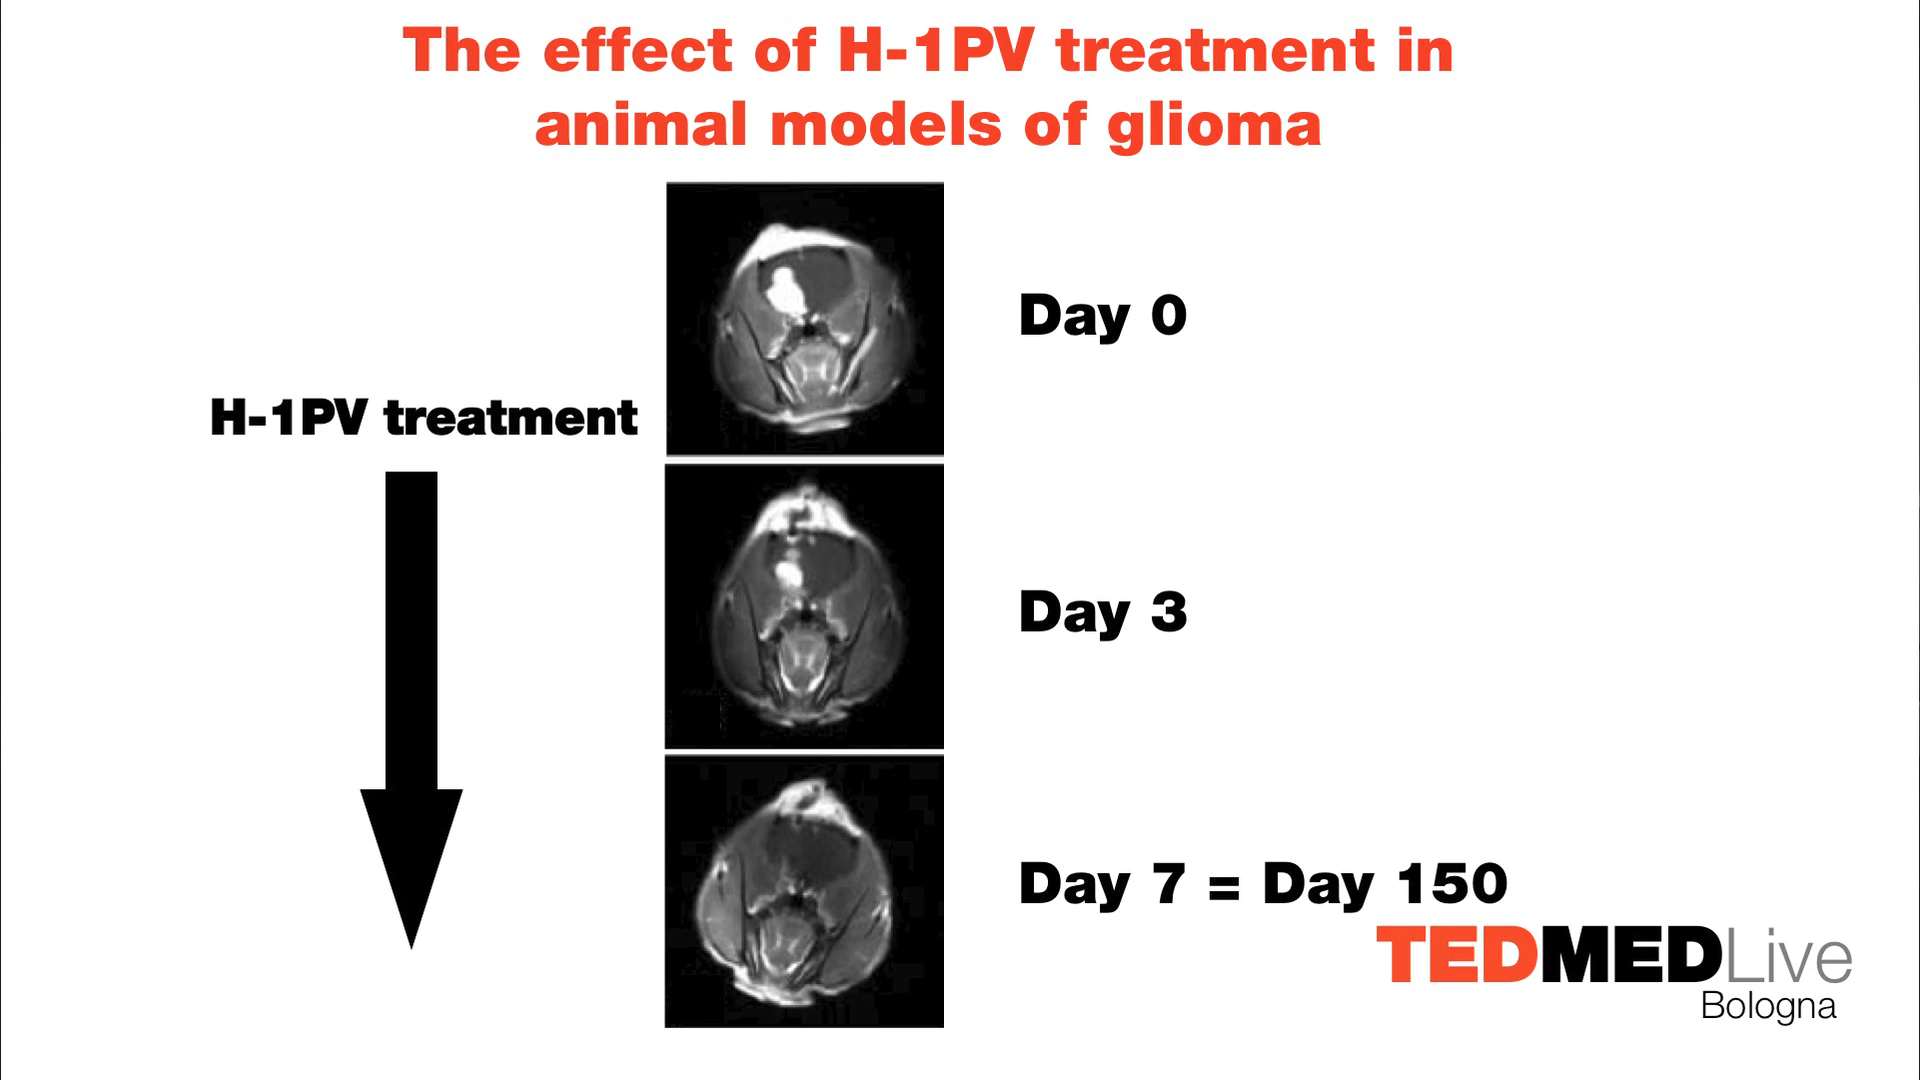 The effect of H-1PV treatment in
animal models of glioma
Day 0
H-1PV treatment
Day 3
Day 7 = Day 150
TEDMEDLive
Bologna